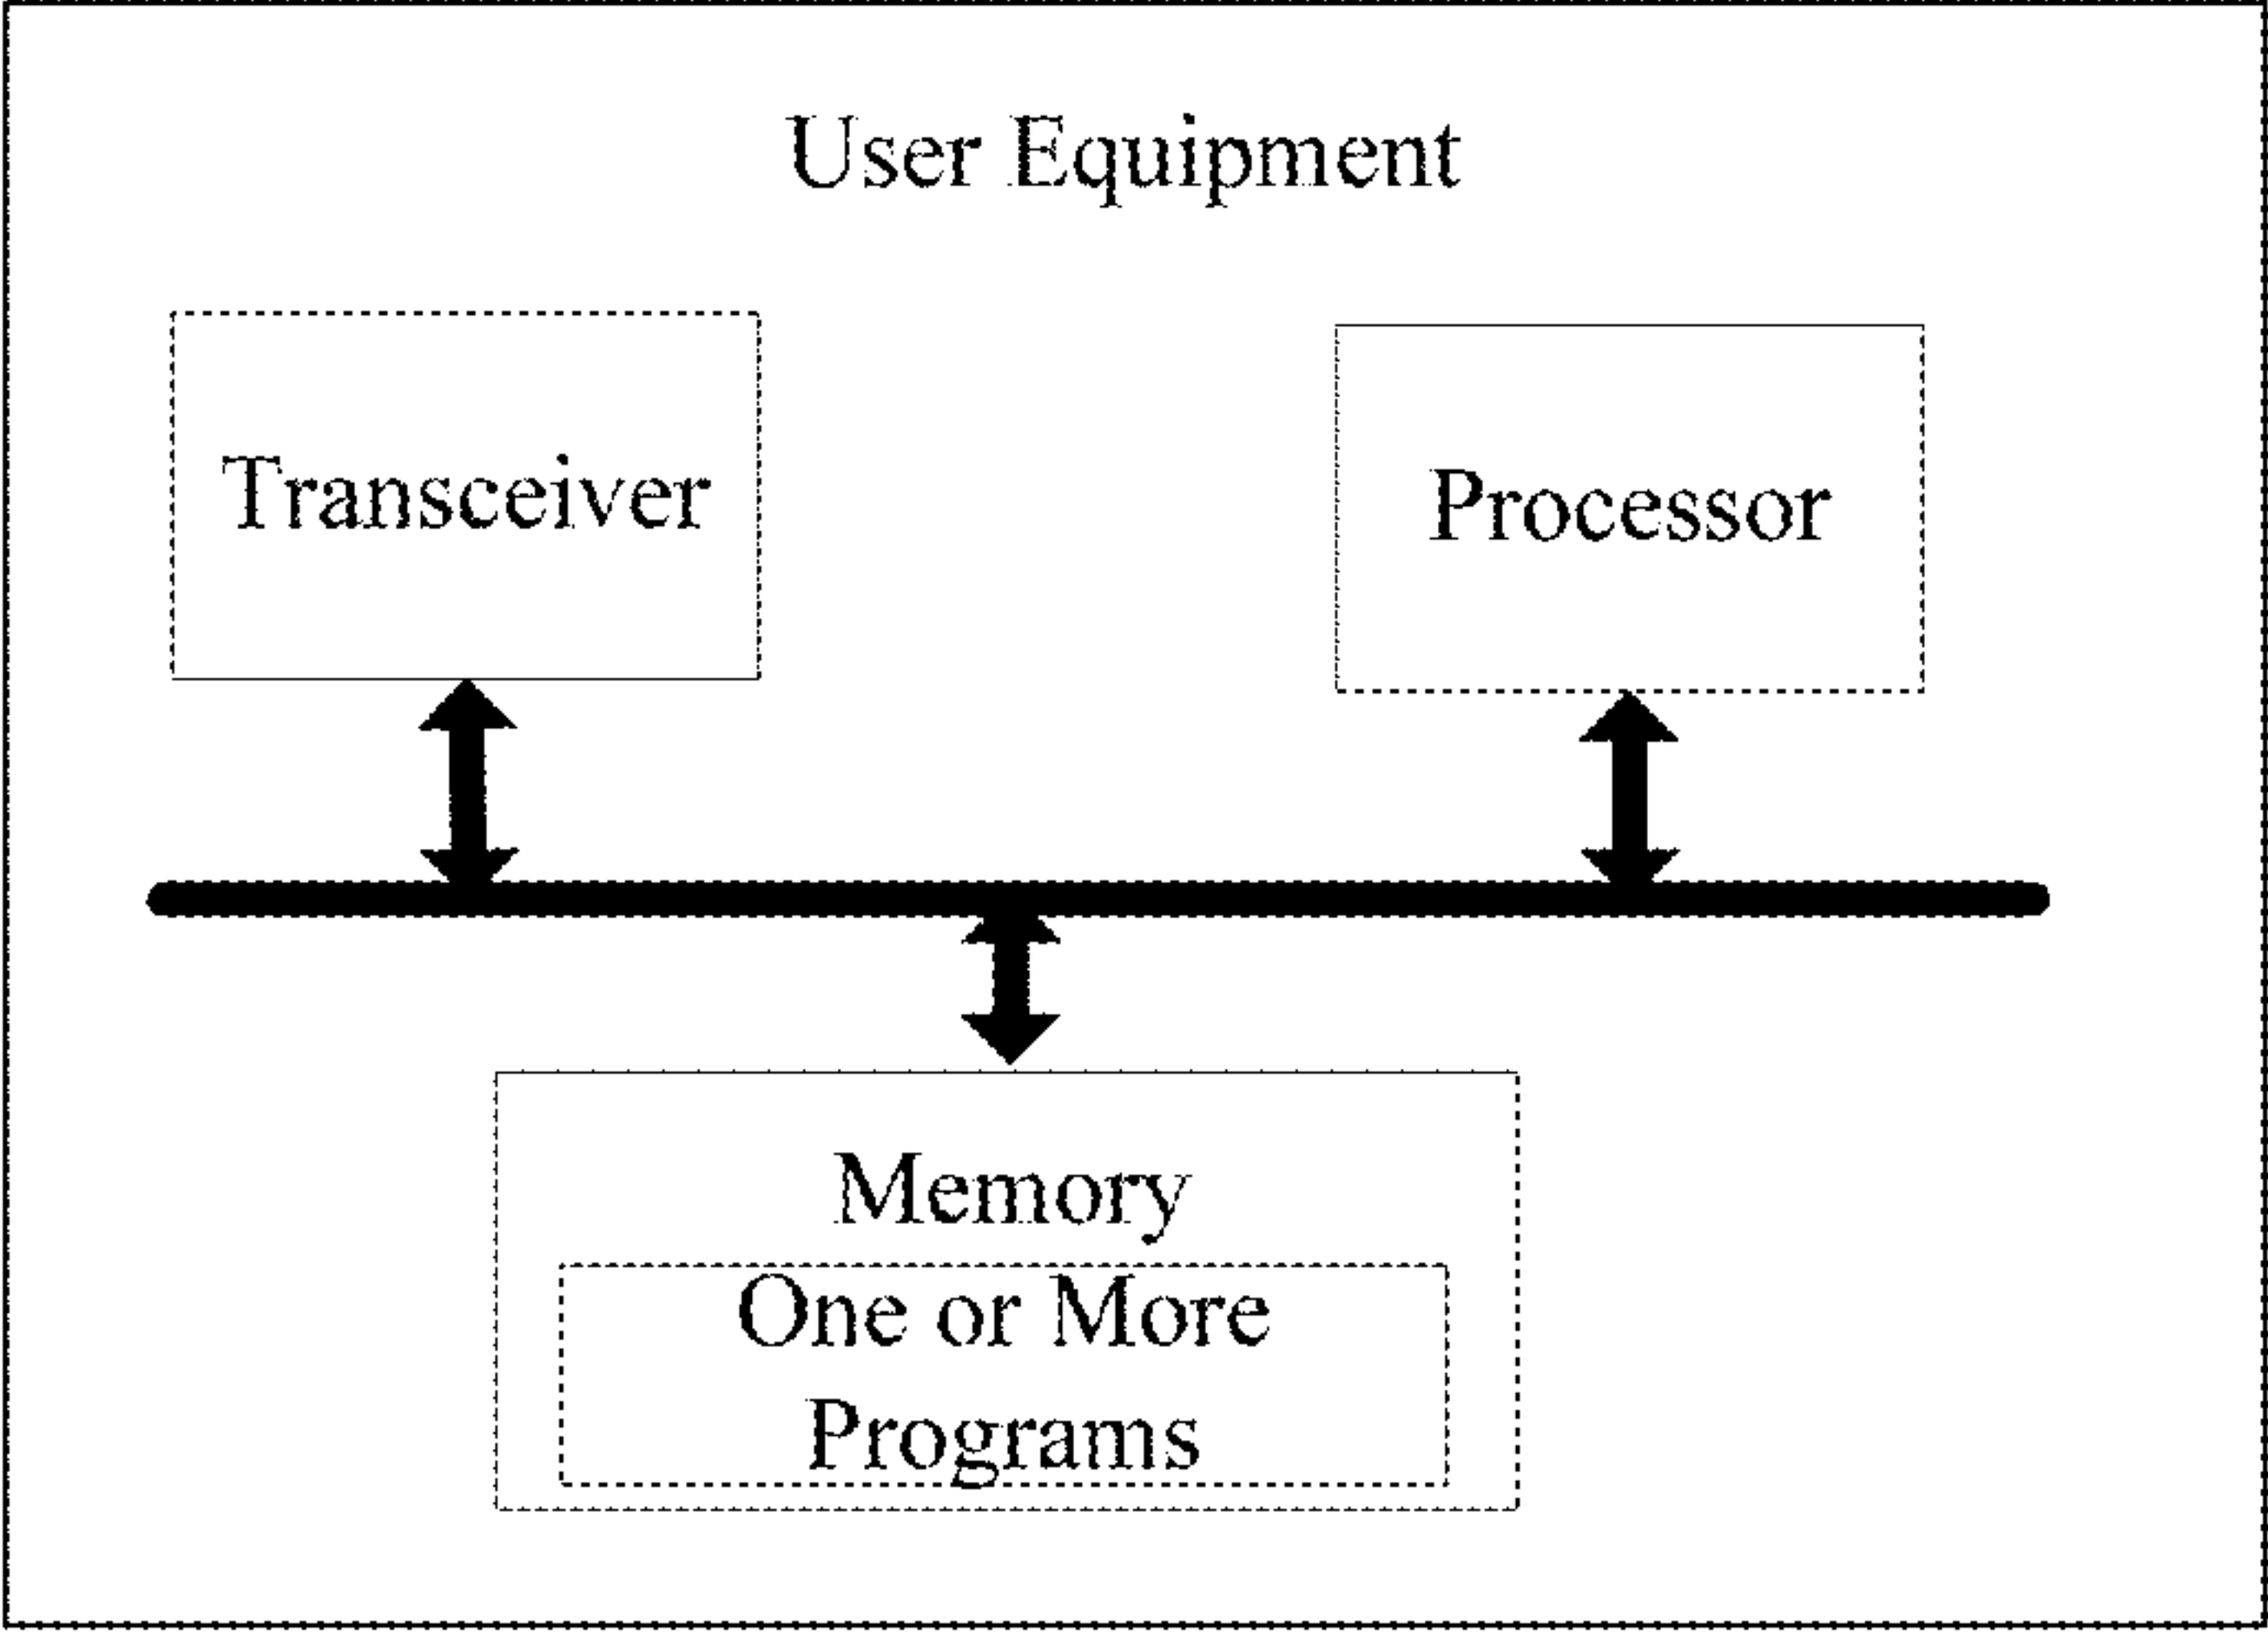 User Equipment
Transceiver
Processor
Memory
One or More
Programs